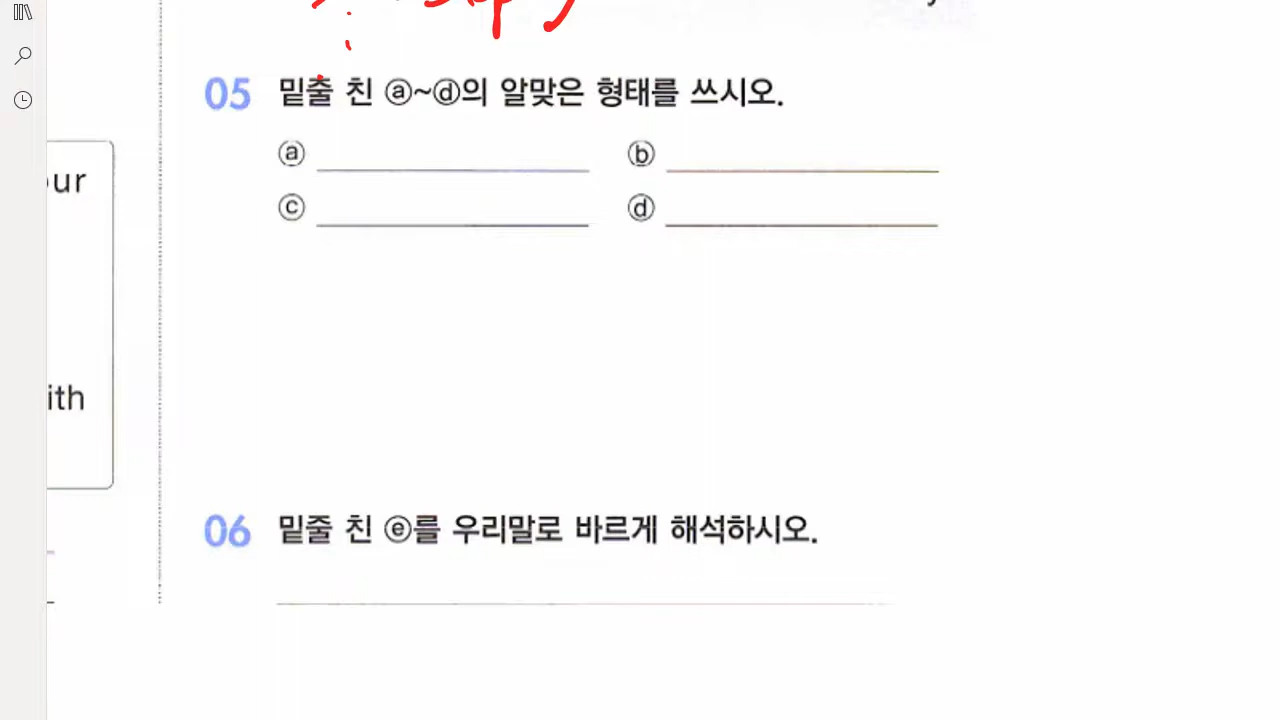 05 밑줄 친 ⓐ~ⓓ의 알맞은 형태를 쓰시오.
ⓐ ⓑ
ⓒ ⓓ
ith
06 밑줄 친 ⓔ를 우리말로 바르게 해석하시오.